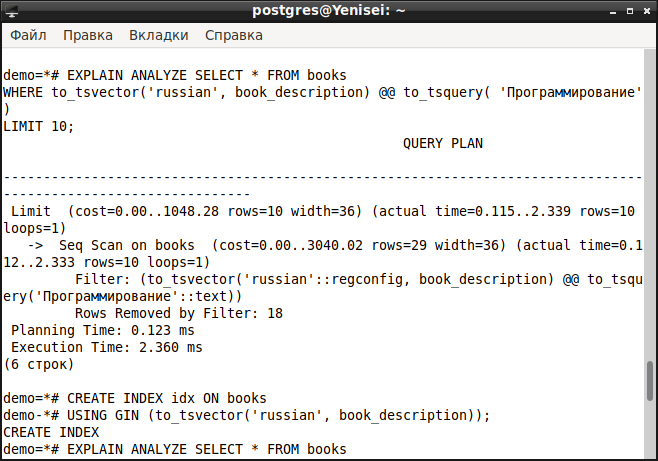 postgres@Yenisei: ~
Файл Правка Вкладки Справка
demo=*# EXPLAIN ANALYZE SELECT * FROM books
WHERE to_tsvector('russian', book_description) @@ to_tsquery( 'Программирование'
)
LIMIT 10;
QUERY PLAN
--------------------------------------------------------------------------------
-------------------------------
Limit  (cost=0.00..1048.28 rows=10 width=36) (actual time=0.115..2.339 rows=10
loops=1)
->  Seq Scan on books  (cost=0.00..3040.02 rows=29 width=36) (actual time=0.1
12..2.333 rows=10 loops=1)
Filter: (to_tsvector('russian'::regconfig, book_description) @@ to_tsqu
ery('Программирование'::text))
Rows Removed by Filter: 18
Planning Time: 0.123 ms
Execution Time: 2.360 ms
(6 строк)
demo=*# CREATE INDEX idx ON books
demo-*# USING GIN (to_tsvector('russian', book_description));
CREATE INDEX
demo=*# EXPLAIN ANALYZE SELECT * FROM books